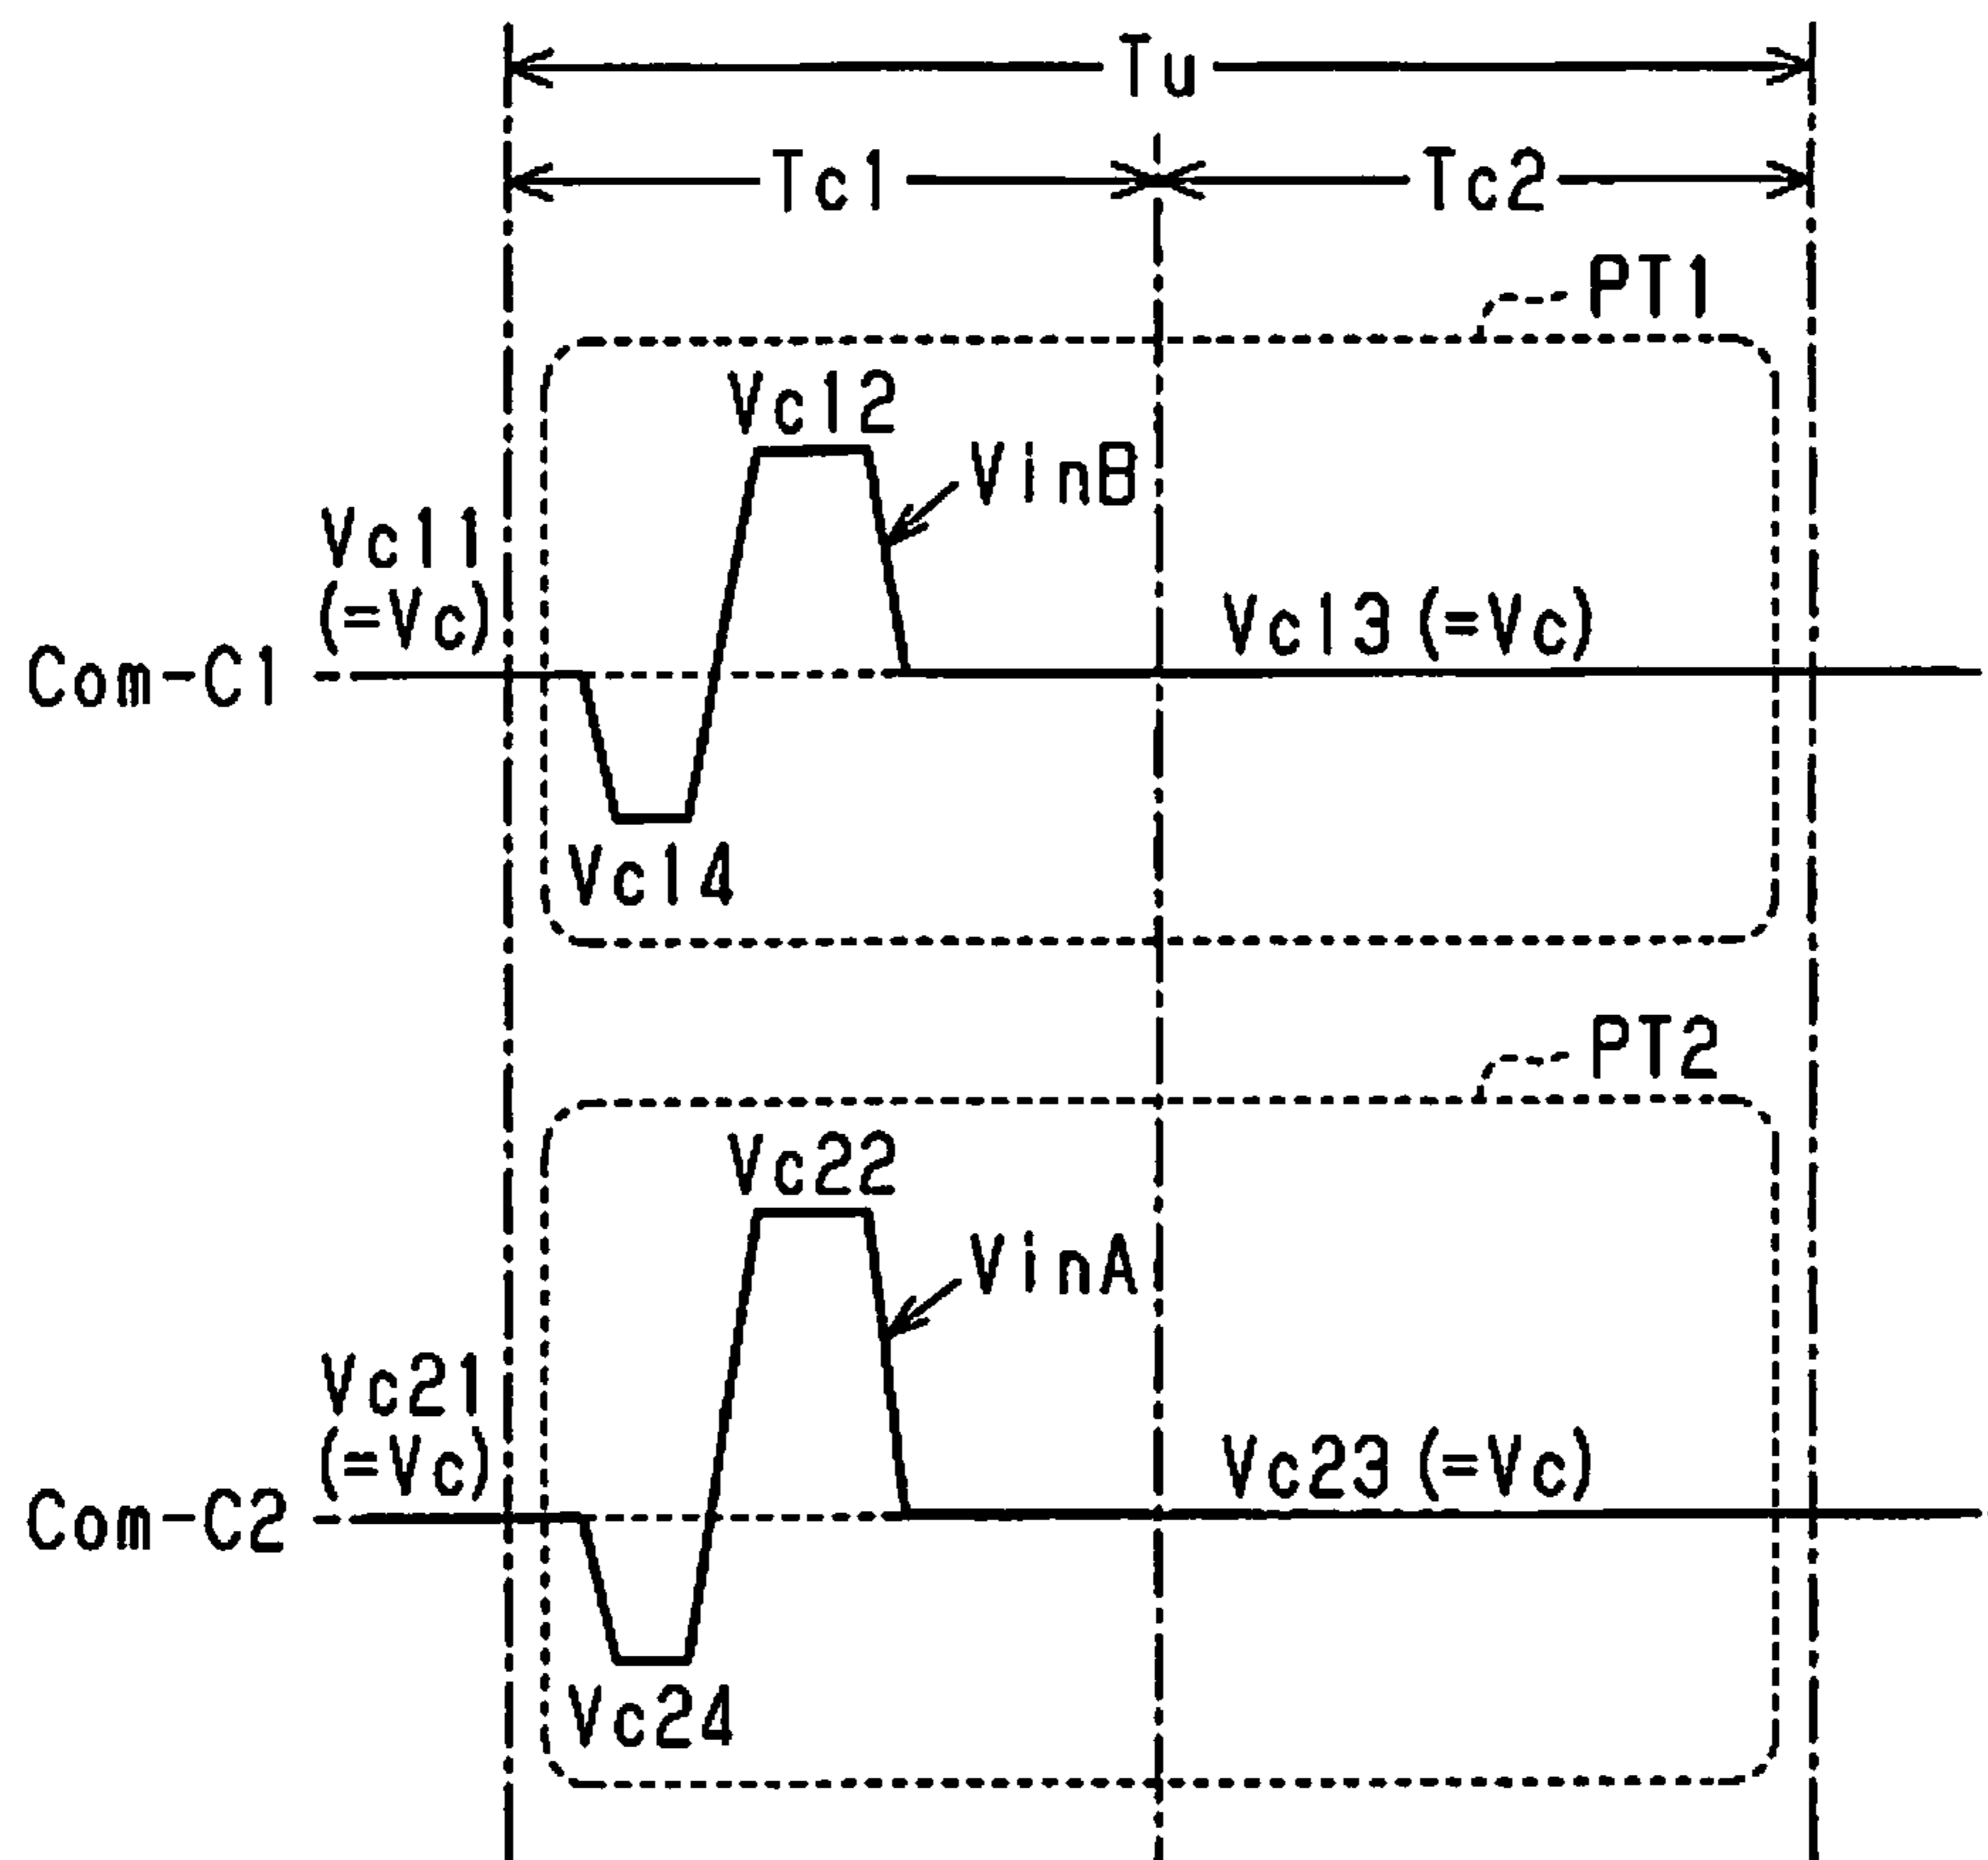 Tu
Tc1 Tc2
PT1
Vc12
VinB
Vc11
(=Vc)
Vc13(=Vc)
Com-C1
Vc14
PT2
Vc22
VinA
Vc21
(=Vc)
Vc23(=Vc)
Com-C2
Vc24